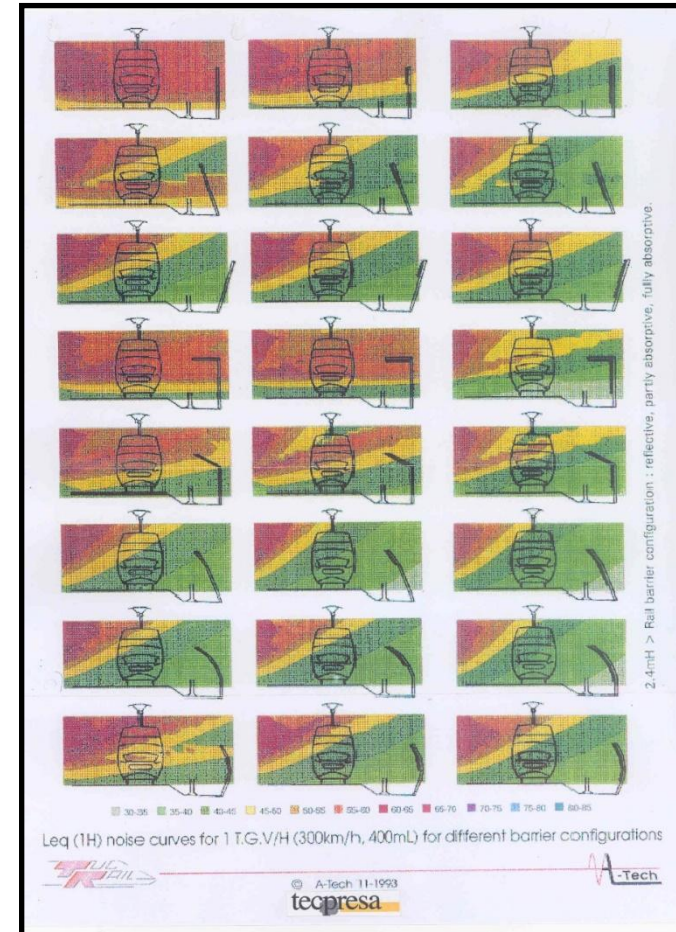 2.4mH > Rail barrier configuration : reflective, partly absorptive, fully absorptive.
30-35 35-40 40-45 45-50 50-55 55-60 60-65 65-70 70-75 75-80 80-85
Leq (1H) noise curves for 1 T.G.V/H (300km/h, 400mL) for different barrier configurations
TUC RAIL
A-Tech
© A-Tech 11-1993
tecpresa